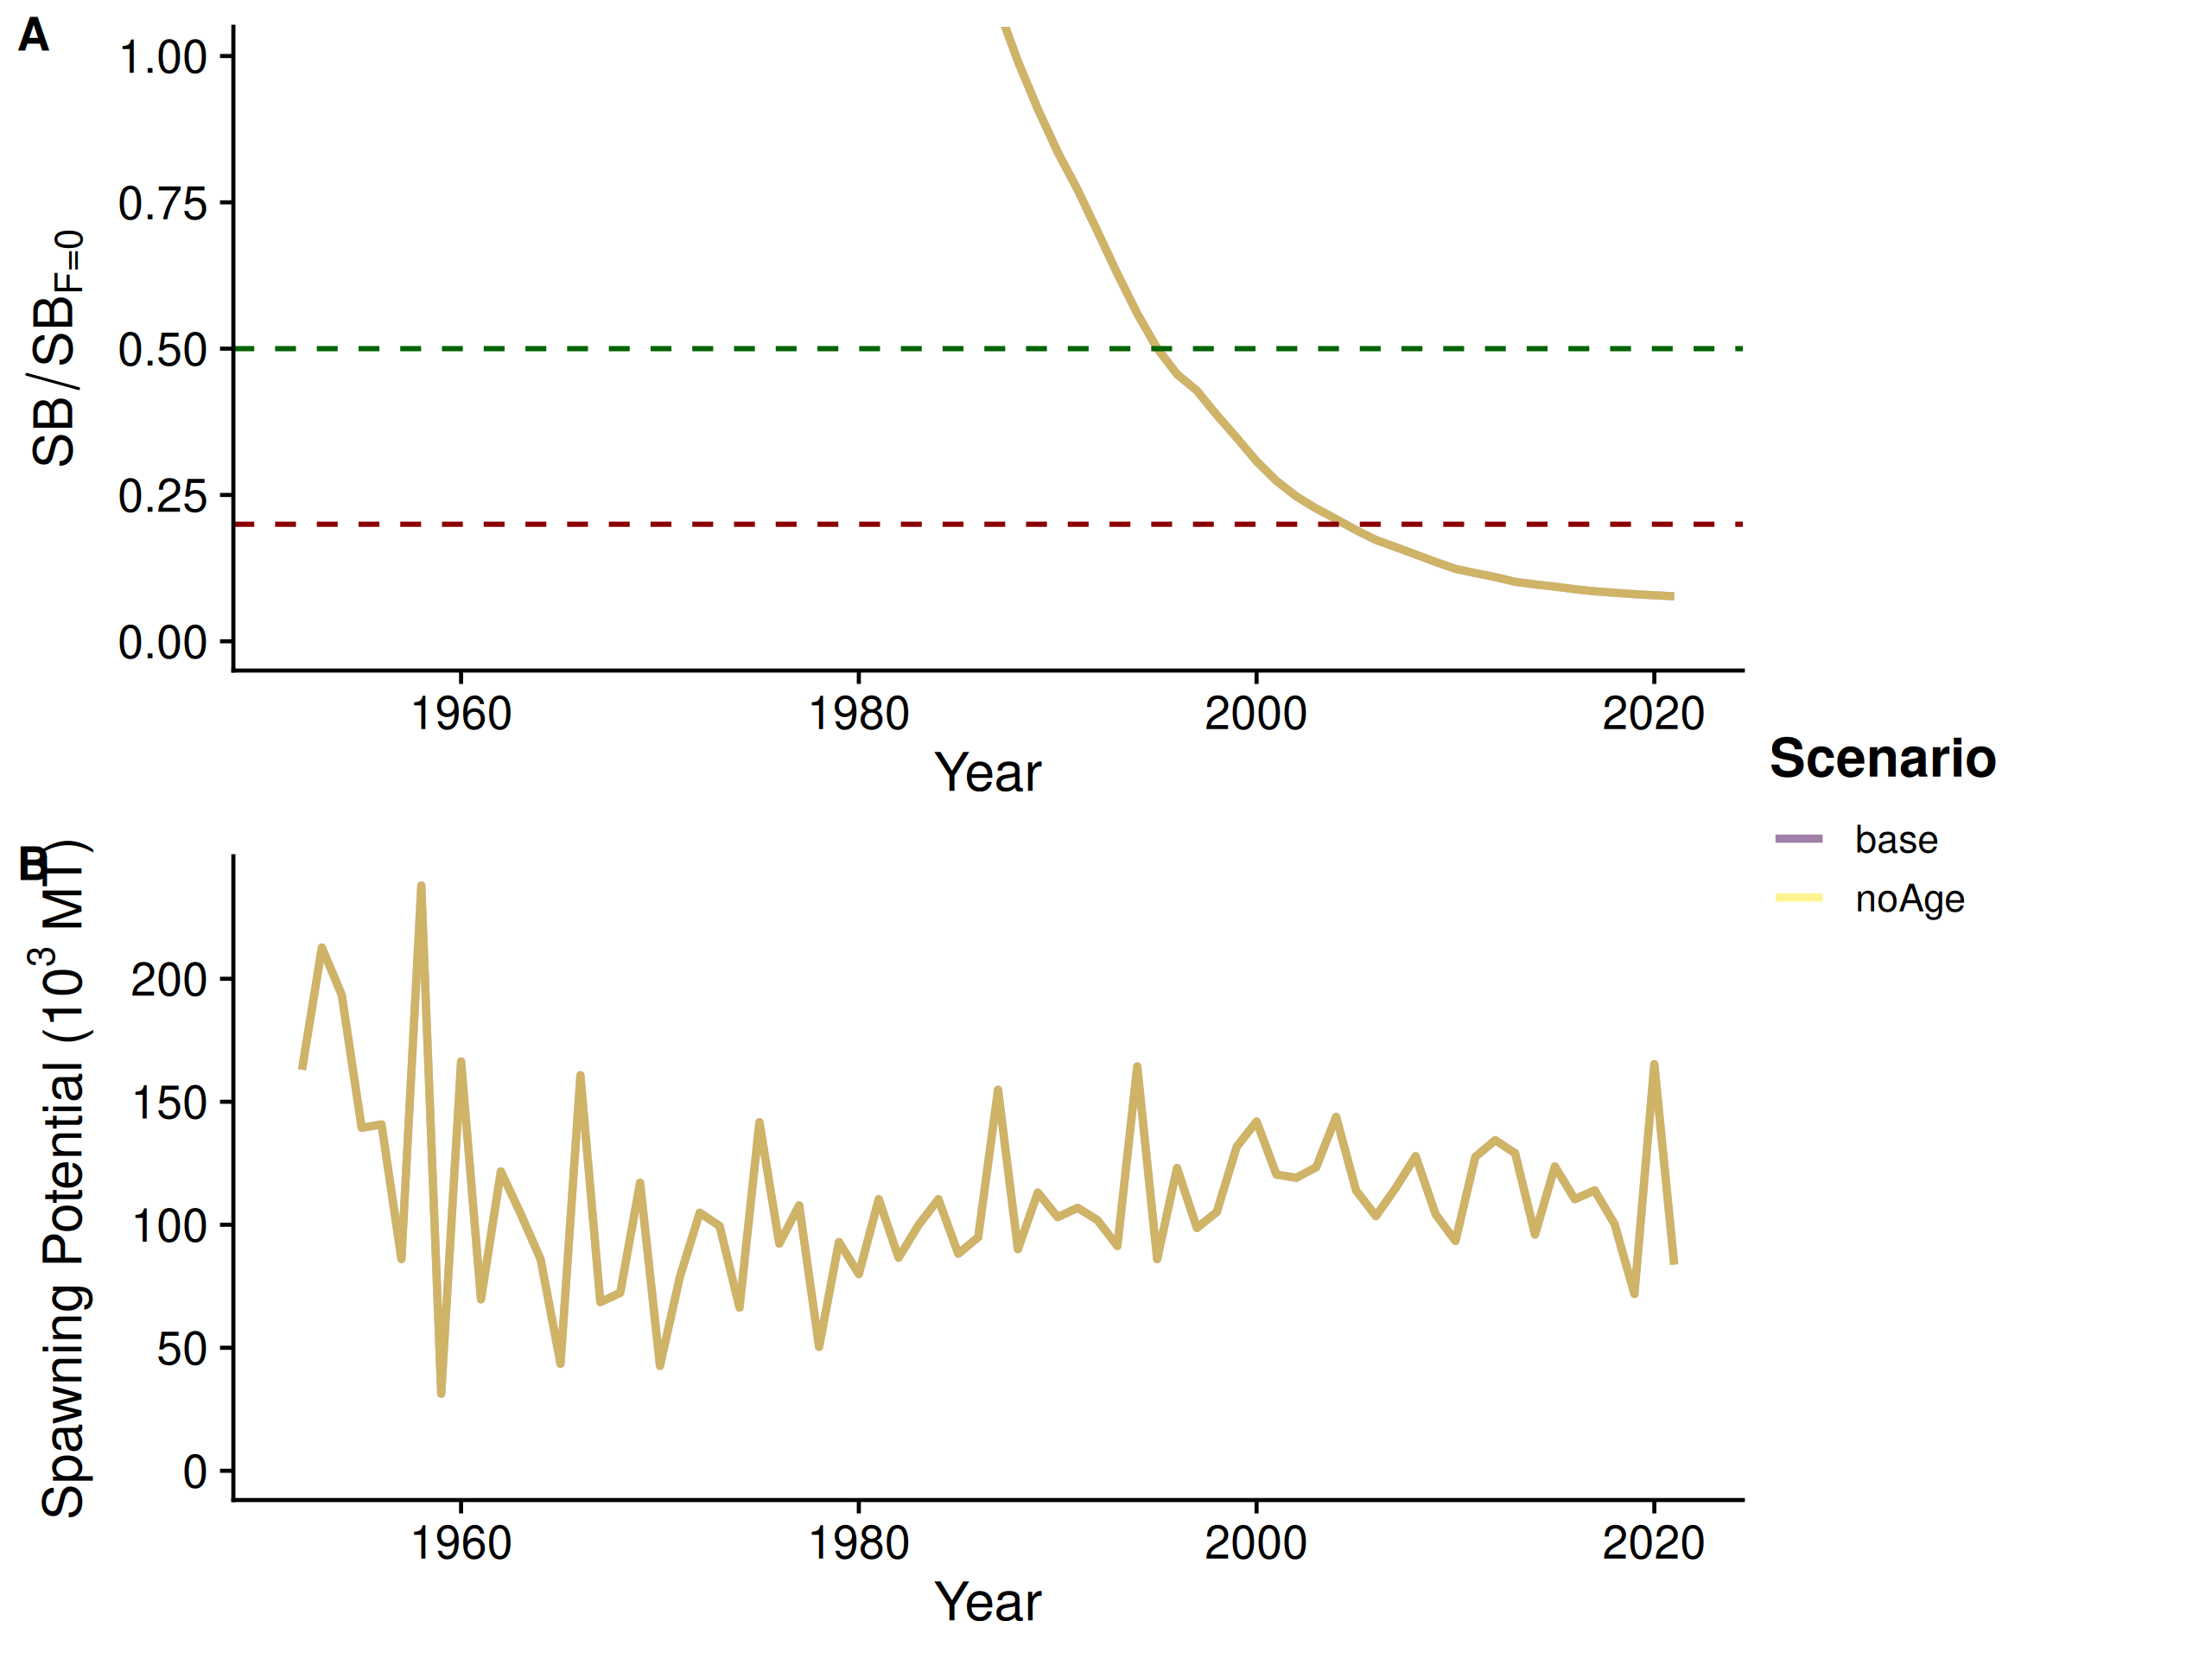 A
1.00
0.75
0.50
0.25
0.00
SB / SB_F=0
1960 1980 2000 2020
Year
B
200
150
100
50
0
Spawning Potential (10³ MT)
1960 1980 2000 2020
Year
Scenario
base
noAge